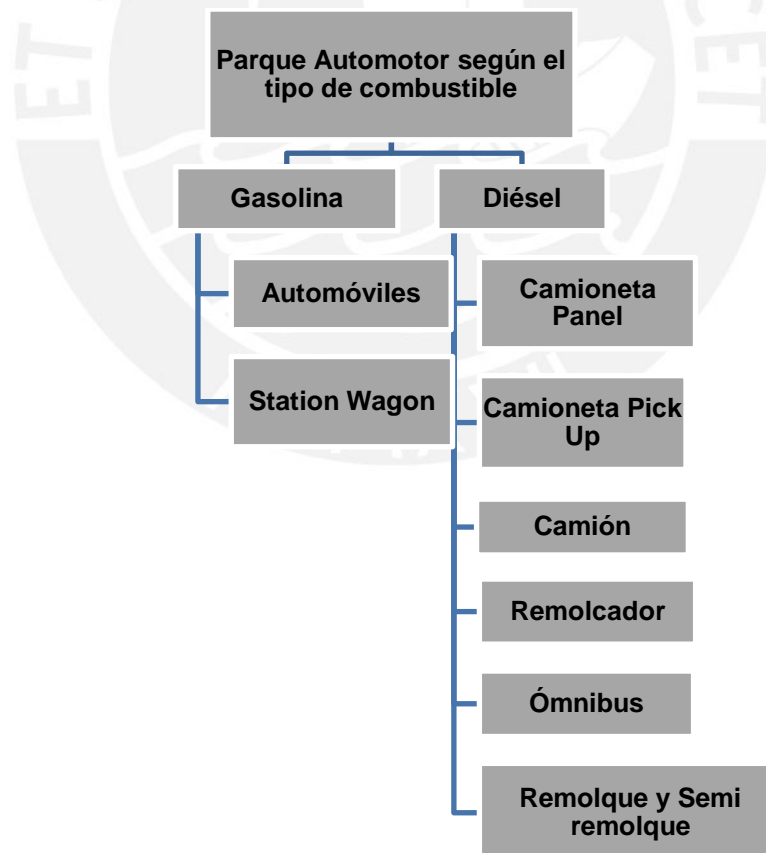 Parque Automotor según el
tipo de combustible
Gasolina
Diésel
Automóviles
Station Wagon
Camioneta
Panel
Camioneta Pick
Up
Camión
Remolcador
Ómnibus
Remolque y Semi
remolque